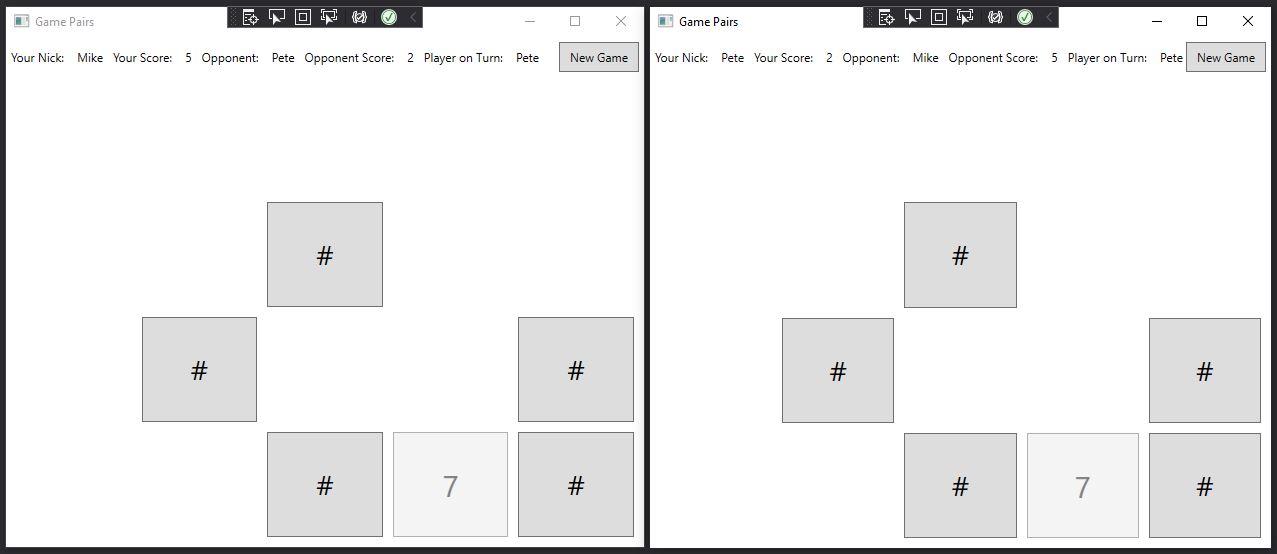 Game Pairs
Your Nick: Mike Your Score: 5 Opponent: Pete Opponent Score: 2 Player on Turn: Pete New Game
#
# #
# 7 #
Game Pairs
Your Nick: Pete Your Score: 2 Opponent: Mike Opponent Score: 5 Player on Turn: Pete New Game
#
# #
# 7 #